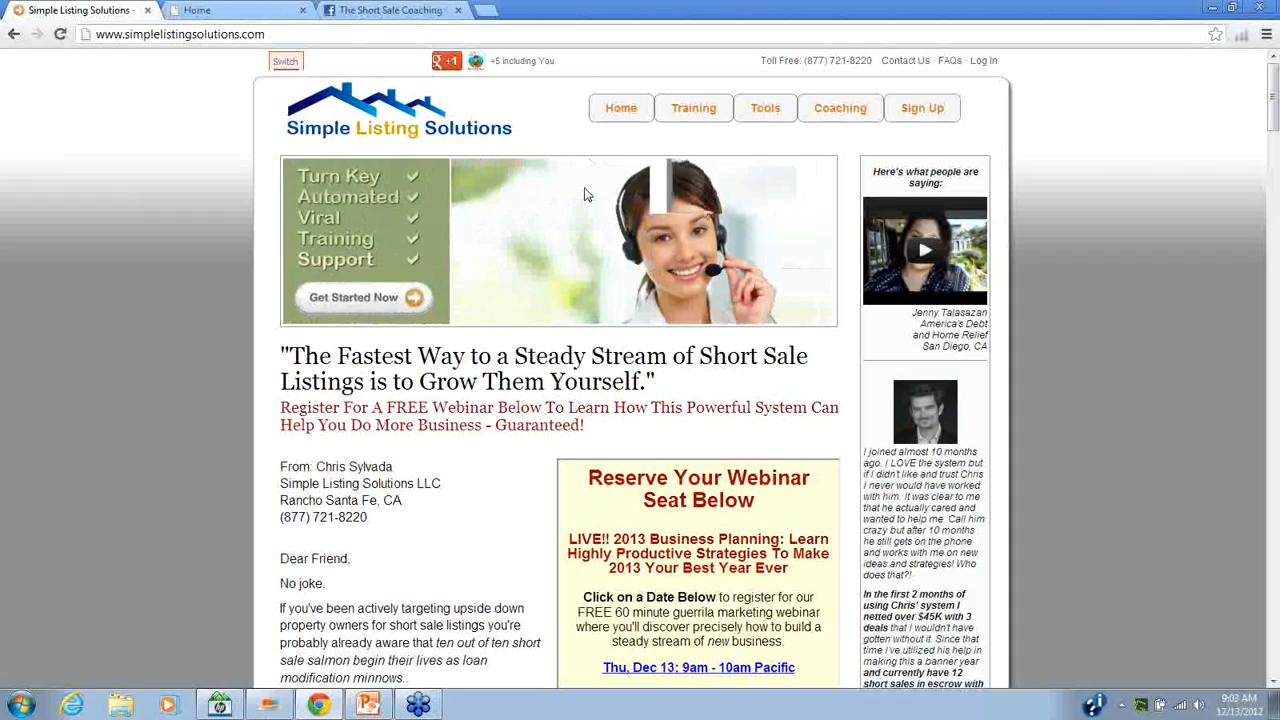 Simple Listing Solutions -
Home
The Short Sale Coaching
www.simplelistingsolutions.com
Switch
+1
+5 including You
Toll Free: (877) 721-8220 Contact Us FAQs Log In
Simple Listing Solutions
Home
Training
Tools
Coaching
Sign Up
Turn Key
Automated
Viral
Training
Support
Get Started Now
"The Fastest Way to a Steady Stream of Short Sale
Listings is to Grow Them Yourself."
Register For A FREE Webinar Below To Learn How This Powerful System Can
Help You Do More Business - Guaranteed!
From: Chris Sylvada
Simple Listing Solutions LLC
Rancho Santa Fe, CA
(877) 721-8220
Dear Friend,
No joke.
If you've been actively targeting upside down
property owners for short sale listings you're
probably already aware that ten out of ten short
sale salmon begin their lives as loan
modification minnows..
Reserve Your Webinar
Seat Below
LIVE!! 2013 Business Planning: Learn
Highly Productive Strategies To Make
2013 Your Best Year Ever
Click on a Date Below to register for our
FREE 60 minute guerrila marketing webinar
where you'll discover precisely how to build a
steady stream of new business.
Thu, Dec 13: 9am - 10am Pacific
Here's what people are
saying:
Jenny Talasazan
America's Debt
and Home Relief
San Diego, CA
I joined almost 10 months
ago. I LOVE the system but
if I didn't like and trust Chris
I never would have worked
with him. It was clear to me
that he actually cared and
wanted to help me. Call him
crazy but after 10 months
he still gets on the phone
and works with me on new
ideas and strategies! Who
does that?!
In the first 2 months of
using Chris' system I
netted over $45K with 3
deals that I wouldn't have
gotten without it. Since that
time I've utilized his help in
making this a banner year
and currently have 12
short sales in escrow with
9:03 AM
12/13/2012